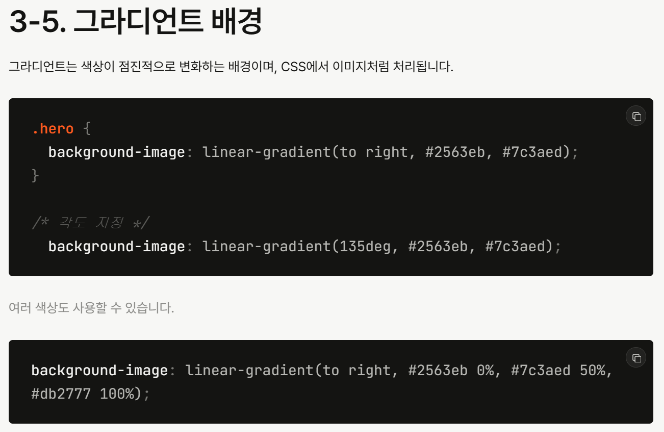 3-5. 그라디언트 배경
그라디언트는 색상이 점진적으로 변화하는 배경이며, CSS에서 이미지처럼 처리됩니다.
.hero {
  background-image: linear-gradient(to right, #2563eb, #7c3aed);
}
/* 각도 지정 */
  background-image: linear-gradient(135deg, #2563eb, #7c3aed);
여러 색상도 사용할 수 있습니다.
background-image: linear-gradient(to right, #2563eb 0%, #7c3aed 50%,
#db2777 100%);